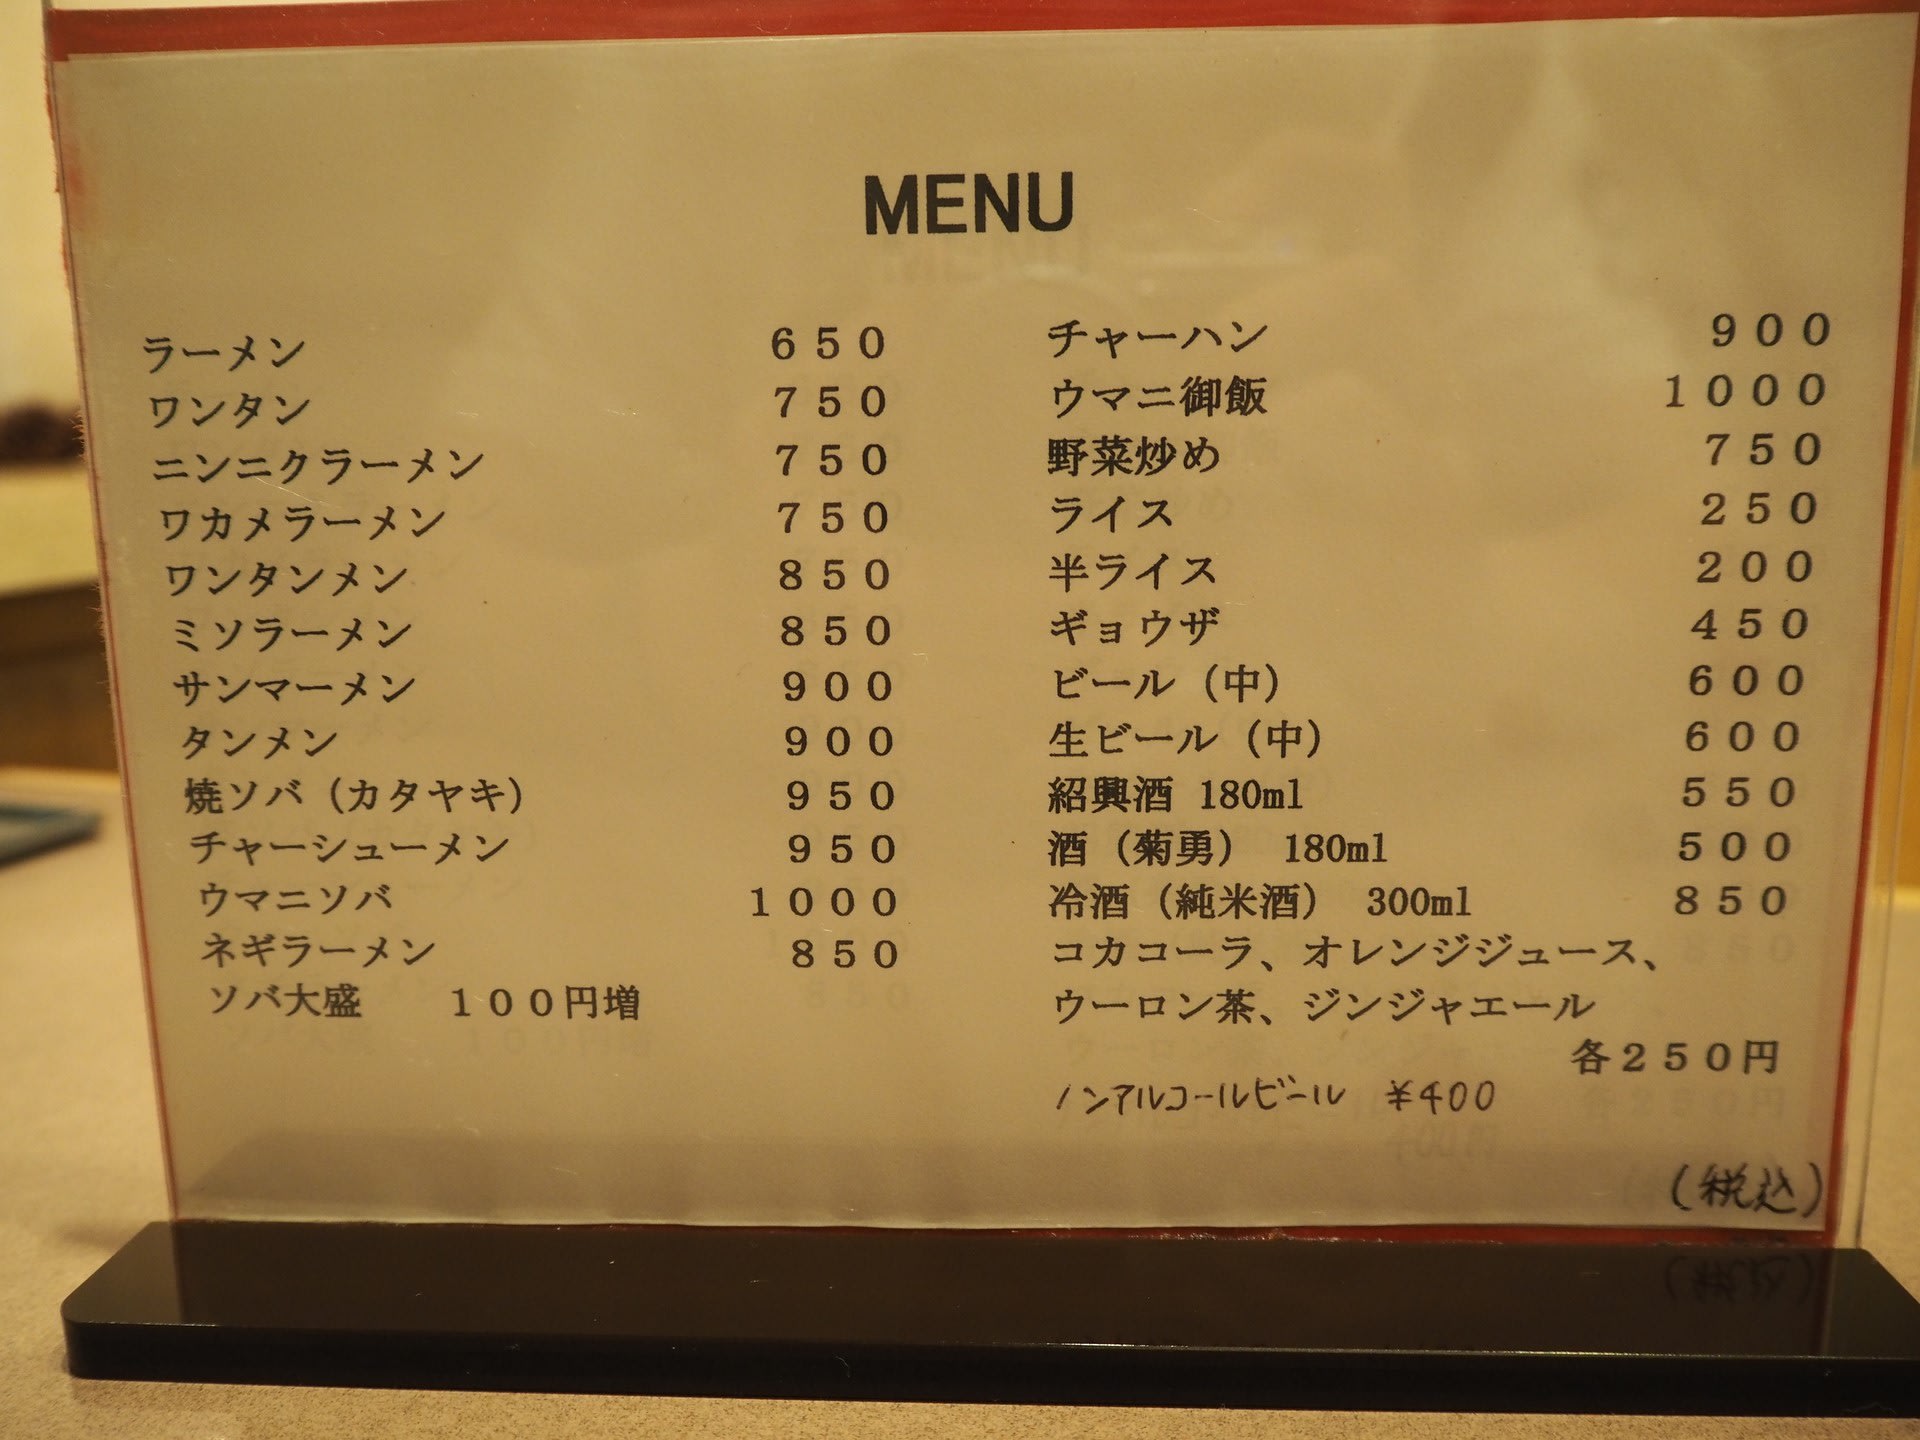 MENU
ラーメン ６５０
ワンタン ７５０
ニンニクラーメン ７５０
ワカメラーメン ７５０
ワンタンメン ８５０
ミソラーメン ８５０
サンマーメン ９００
タンメン ９００
焼ソバ（カタヤキ） ９５０
チャーシューメン ９５０
ウマニソバ １０００
ネギラーメン ８５０
ソバ大盛 １００円増
チャーハン ９００
ウマニ御飯 １０００
野菜炒め ７５０
ライス ２５０
半ライス ２００
ギョウザ ４５０
ビール（中） ６００
生ビール（中） ６００
紹興酒 180ml ５５０
酒（菊勇） 180ml ５００
冷酒（純米酒） 300ml ８５０
コカコーラ、オレンジジュース、
ウーロン茶、ジンジャエール
各２５０円
ノンアルコールビール ¥400
(税込)